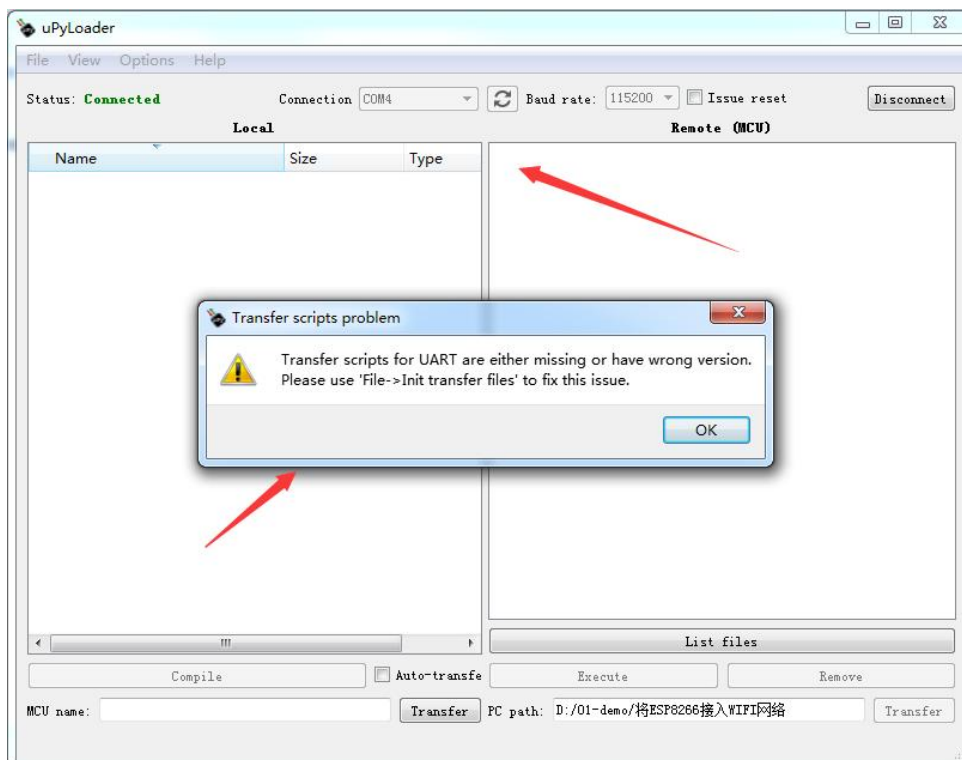 uPyLoader
File View Options Help
Status: Connected Connection COM4 Baud rate: 115200 Issue reset Disconnect
Local Remote (MCU)
Name Size Type
Transfer scripts problem
Transfer scripts for UART are either missing or have wrong version.
Please use 'File->Init transfer files' to fix this issue.
OK
List files
Compile Auto-transfe Execute Remove
MCU name: Transfer PC path: D:/01-demo/将ESP8266接入WIFI网络 Transfer